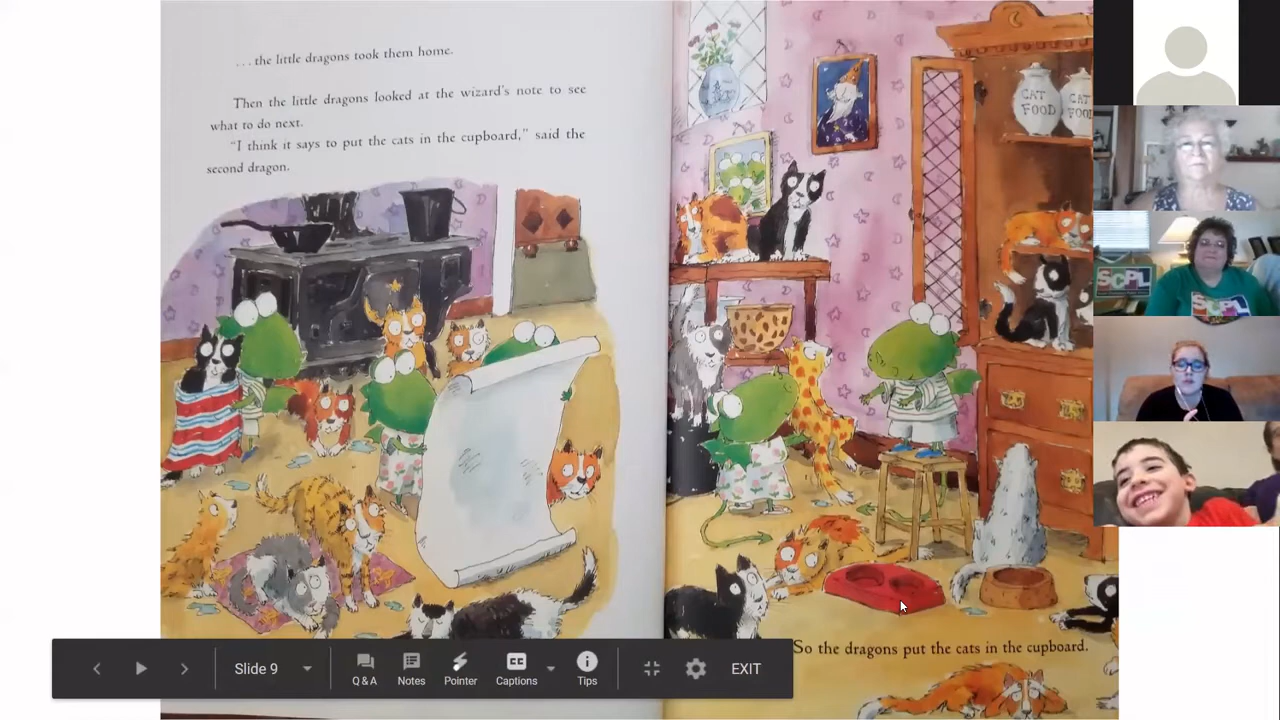 ...the little dragons took them home.
Then the little dragons looked at the wizard's note to see
what to do next.
"I think it says to put the cats in the cupboard," said the
second dragon.
CAT
FOOD
CAT
FOOD
So the dragons put the cats in the cupboard.
SCPL
SCPL
Slide 9
Q&A
Notes
Pointer
CC
Captions
Tips
EXIT